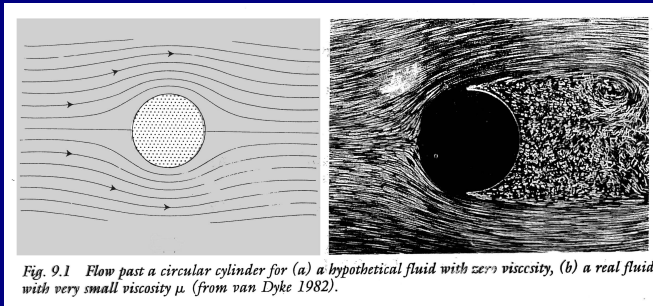 Fig. 9.1 Flow past a circular cylinder for (a) a hypothetical fluid with zero viscosity, (b) a real fluid
with very small viscosity μ (from van Dyke 1982).